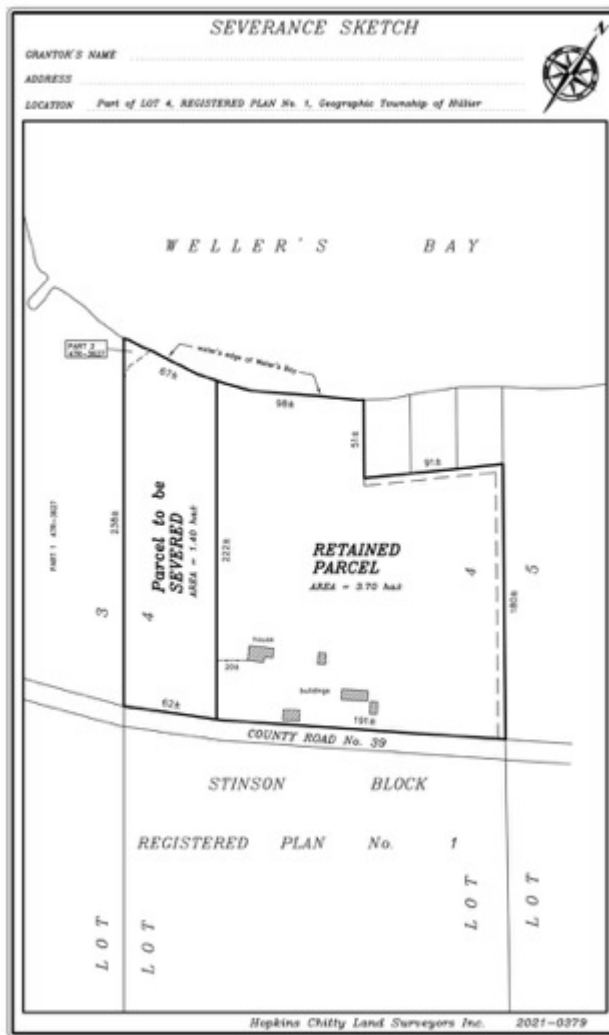 SEVERANCE SKETCH
N
GRANTOR'S NAME
ADDRESS
LOCATION Part of LOT 4, REGISTERED PLAN No. 1, Geographic Township of Hillier
WELLER'S BAY
PART 2
47R-3627
water's edge of Weller's Bay
67±
98±
51±
91±
PART 1 47R-3627
238±
Parcel to be
SEVERED
AREA = 1.40 ha±
222±
RETAINED
PARCEL
AREA = 3.70 ha±
180±
3
4
4
5
house
20±
buildings
62±
191±
COUNTY ROAD No. 39
STINSON BLOCK
REGISTERED PLAN No. 1
LOT
LOT
LOT
LOT
Hopkins Chitty Land Surveyors Inc. 2021-0379